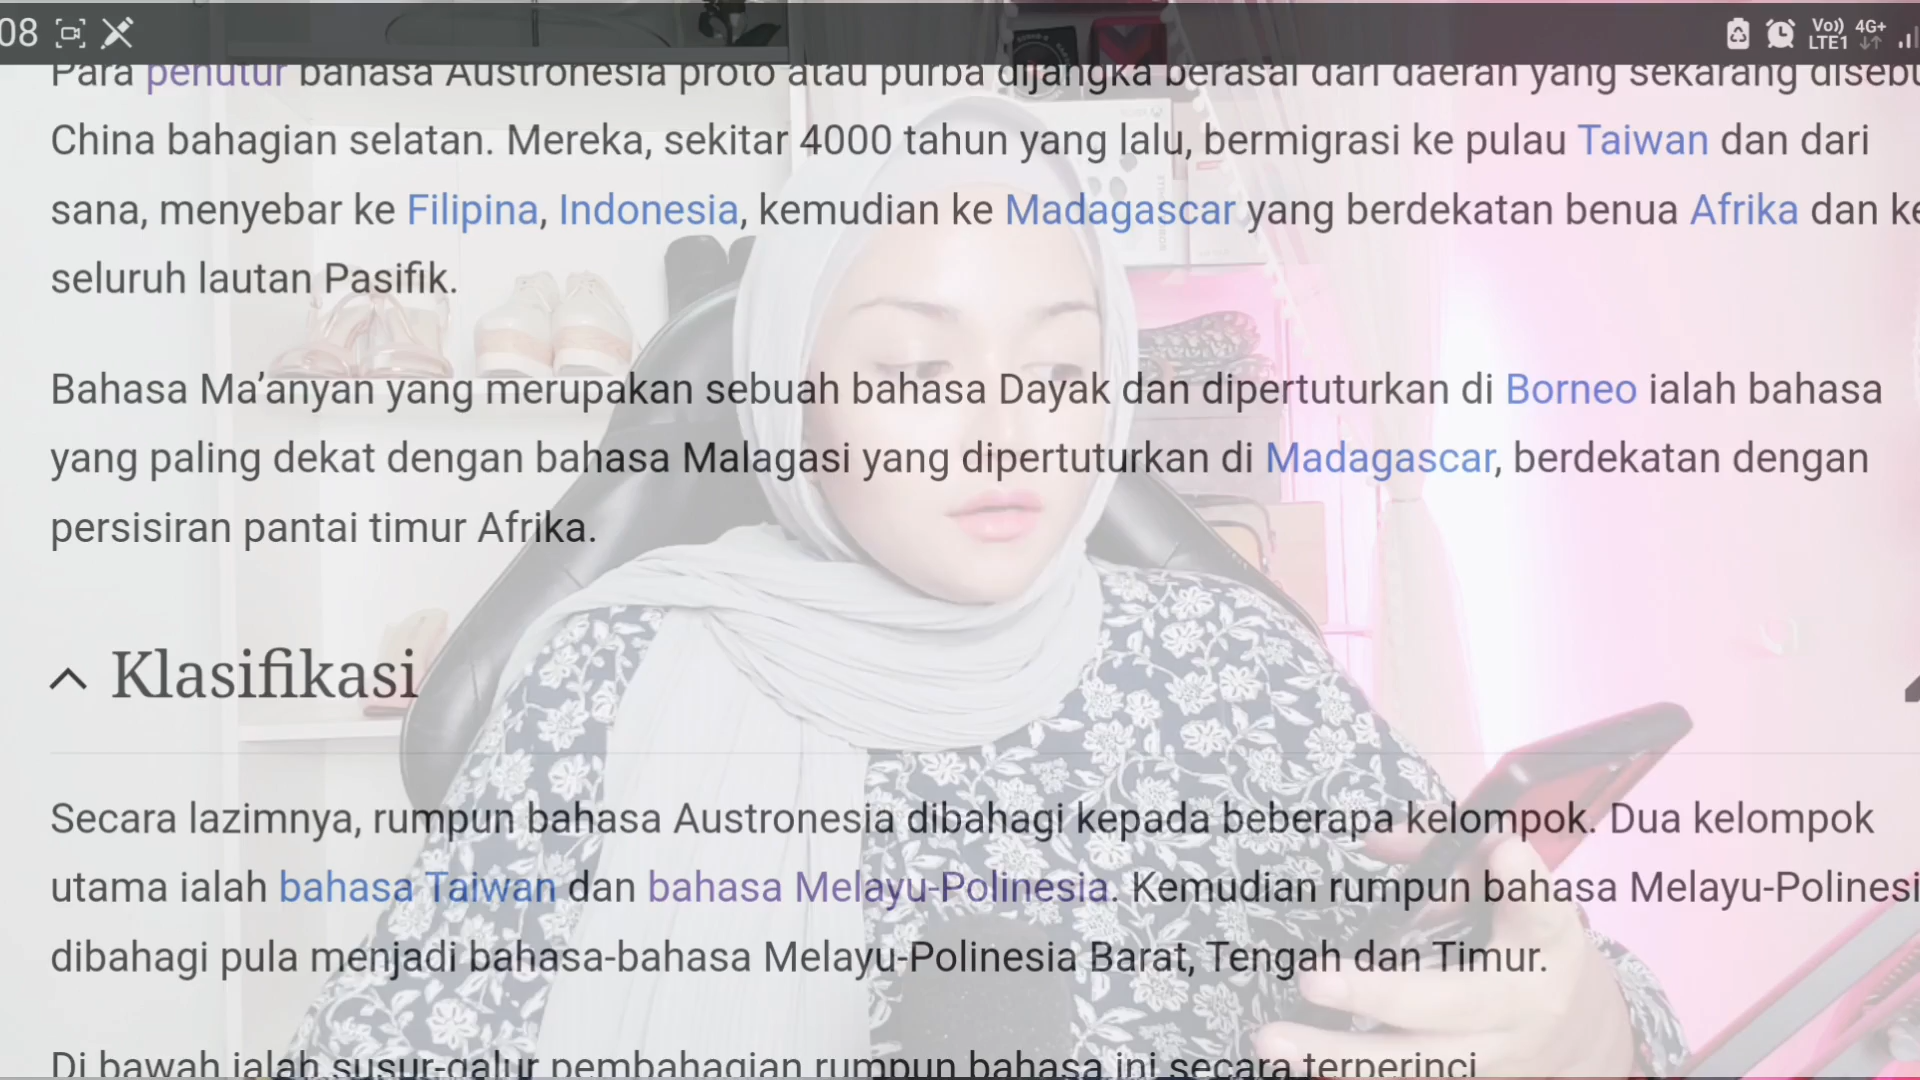 08
Vo)) 4G+
LTE1
Para penutur bahasa Austronesia proto atau purba dijangka berasal dari daerah yang sekarang disebu
China bahagian selatan. Mereka, sekitar 4000 tahun yang lalu, bermigrasi ke pulau Taiwan dan dari
sana, menyebar ke Filipina, Indonesia, kemudian ke Madagascar yang berdekatan benua Afrika dan ke
seluruh lautan Pasifik.
Bahasa Ma’anyan yang merupakan sebuah bahasa Dayak dan dipertuturkan di Borneo ialah bahasa
yang paling dekat dengan bahasa Malagasi yang dipertuturkan di Madagascar, berdekatan dengan
persisiran pantai timur Afrika.
Klasifikasi
Secara lazimnya, rumpun bahasa Austronesia dibahagi kepada beberapa kelompok. Dua kelompok
utama ialah bahasa Taiwan dan bahasa Melayu-Polinesia. Kemudian rumpun bahasa Melayu-Polinesi
dibahagi pula menjadi bahasa-bahasa Melayu-Polinesia Barat, Tengah dan Timur.
Di bawah ialah susur-galur pembahagian rumpun bahasa ini secara terperinci